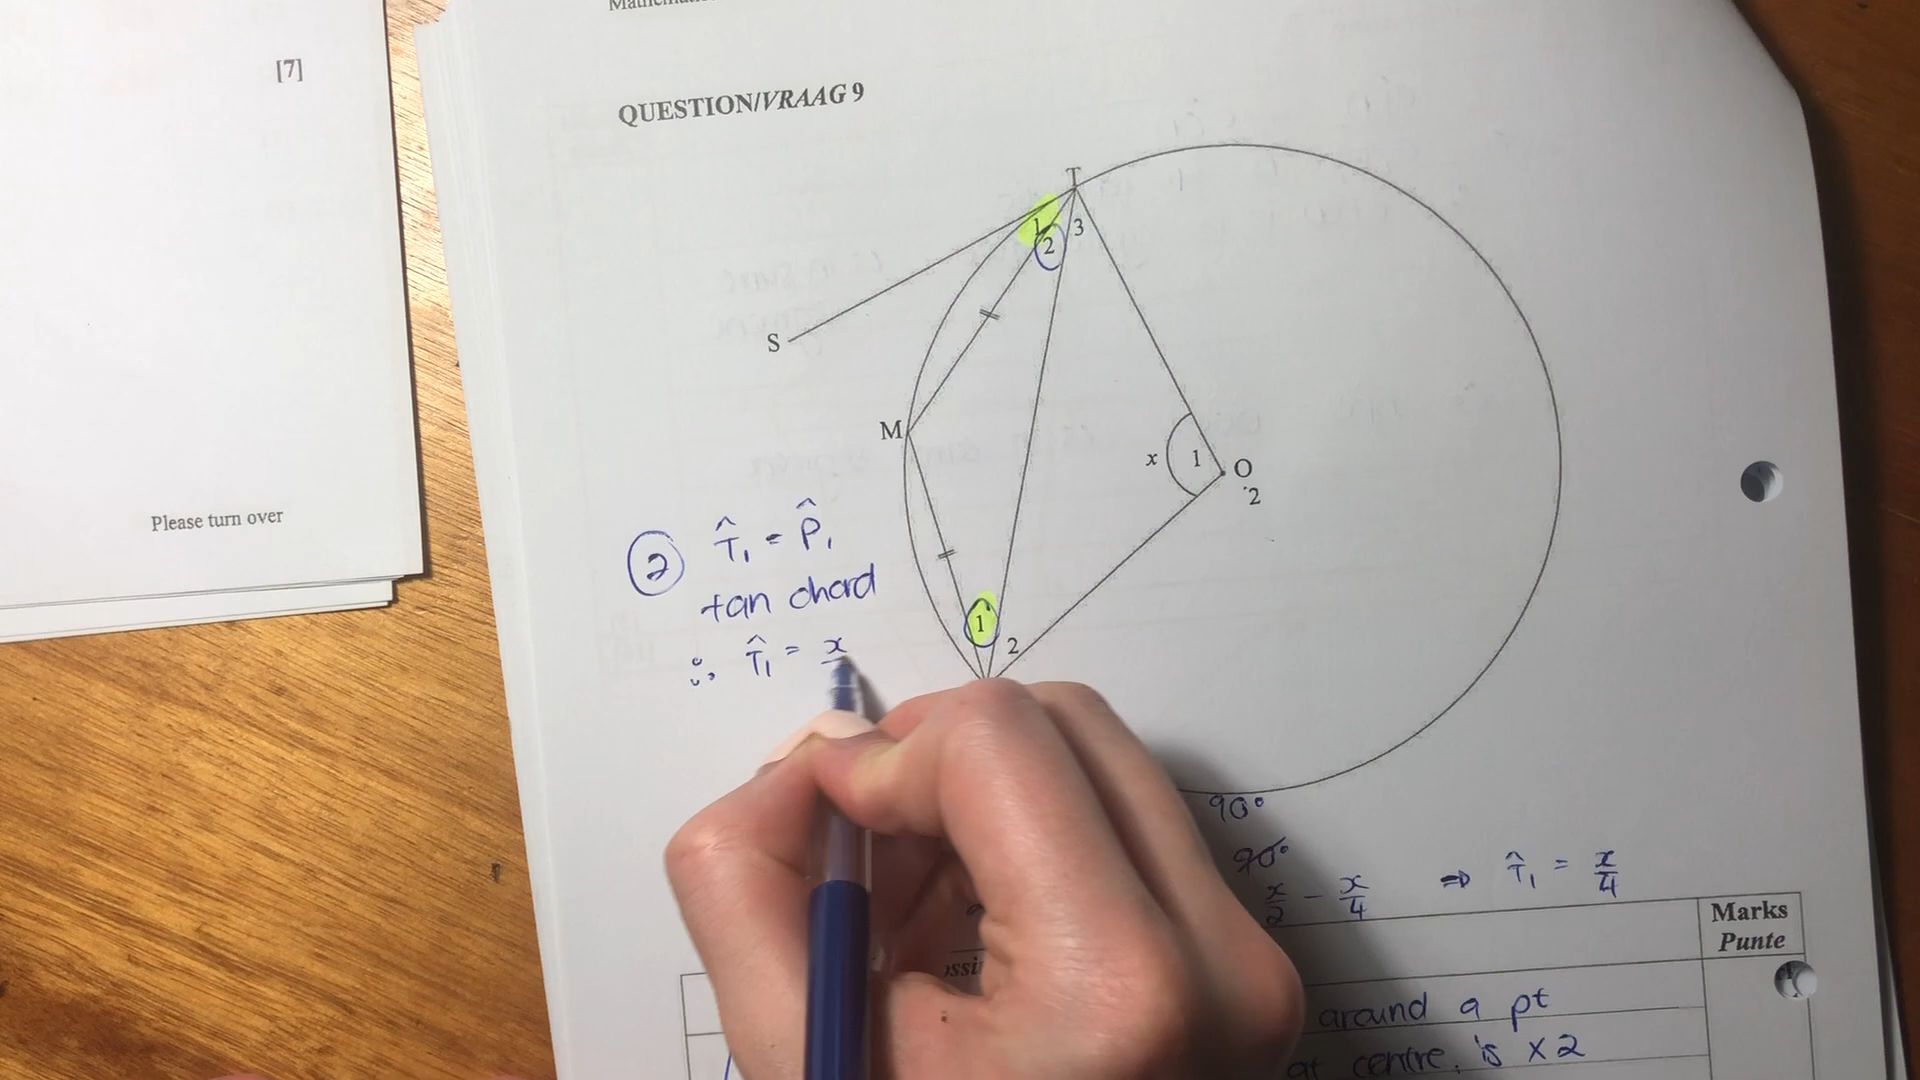 [7]
Please turn over
QUESTION/VRAAG 9
T
1
2
3
S
M
x
1
O
2
1
2
② T̂₁ = P̂₁
tan chord
∴ T̂₁ = x
90°
90°
x/2 - x/4 ⇒ T̂₁ = x/4
Marks
Punte
around a pt
at centre is x2